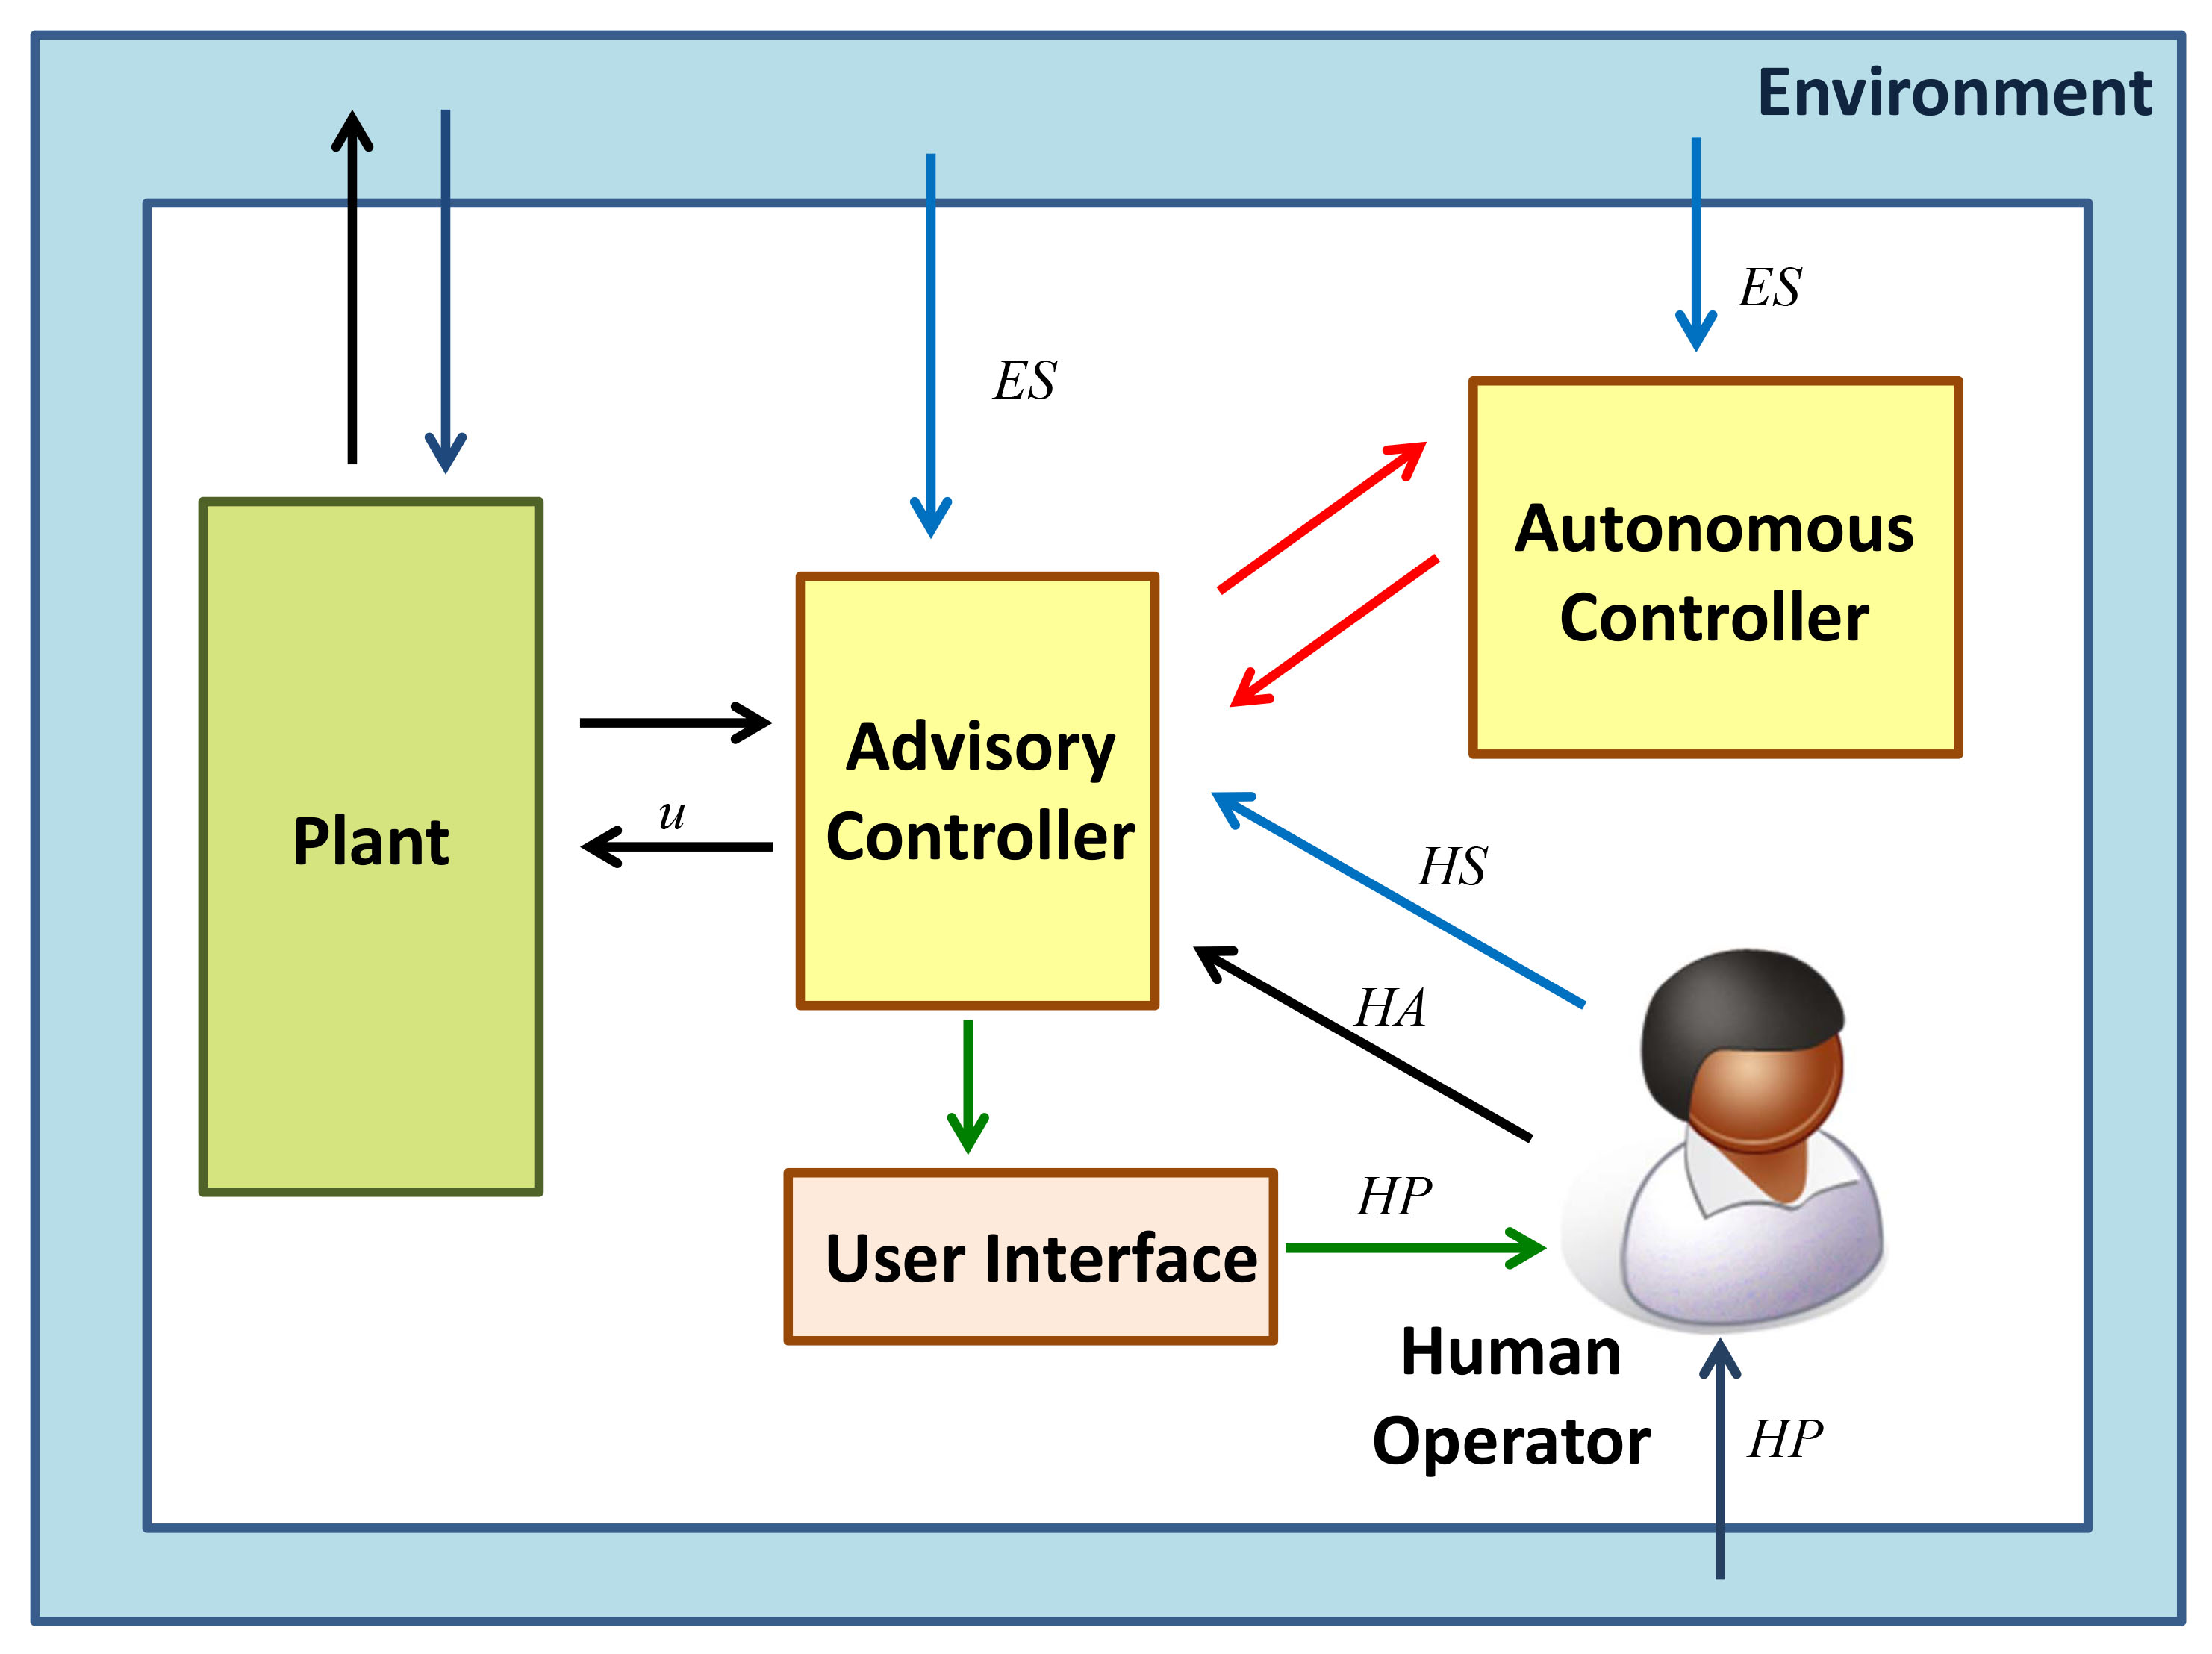 Environment
ES
ES
Autonomous
Controller
Advisory
Controller
Plant
u
HS
HA
HP
User Interface
Human
Operator
HP